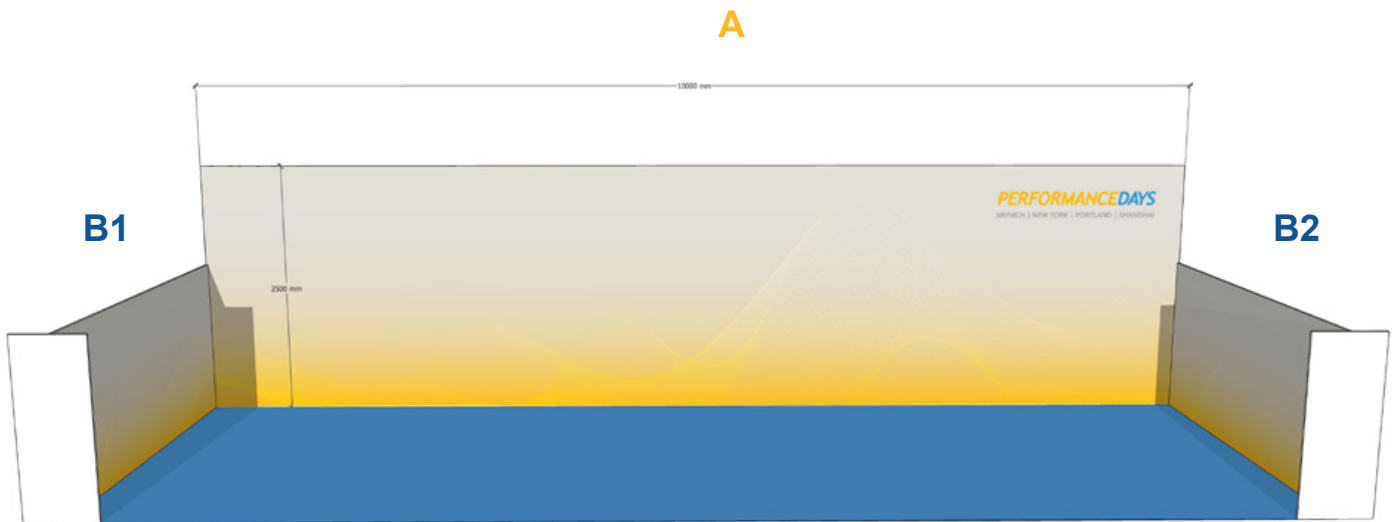 A
10000 mm
PERFORMANCEDAYS
MUNICH | NEW YORK | PORTLAND | SHANGHAI
B1
B2
2500 mm